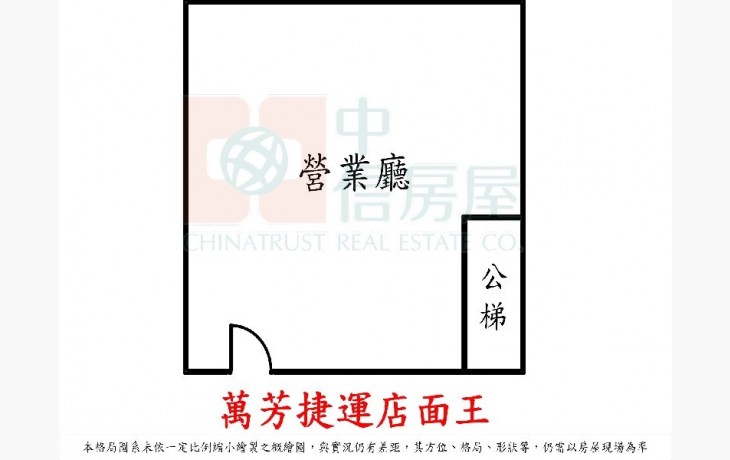 中信房屋
CHINATRUST REAL ESTATE CO.
營業廳
公梯
萬芳捷運店面王
本格局圖係未依一定比例縮小繪製之概繪圖，與實況仍有差距，其方位、格局、形狀等，仍需以房屋現場為準